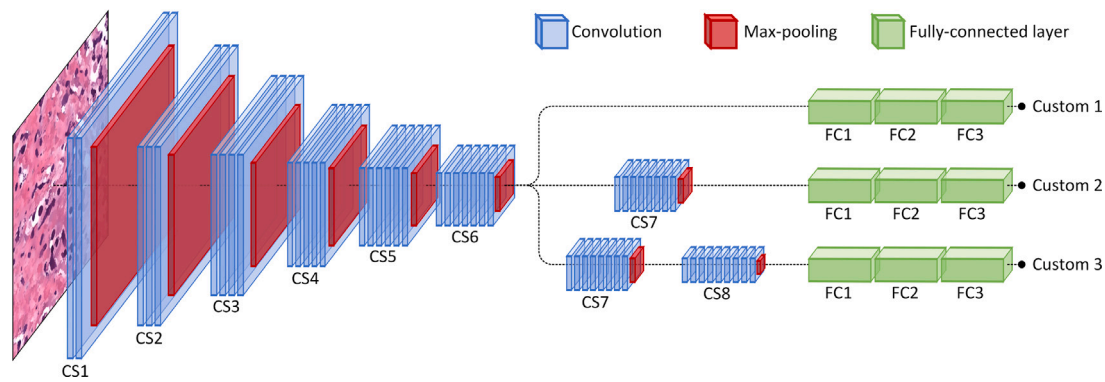 Convolution
Max-pooling
Fully-connected layer
FC1 FC2 FC3
Custom 1
CS7
FC1 FC2 FC3
Custom 2
CS7
CS8
FC1 FC2 FC3
Custom 3
CS1
CS2
CS3
CS4
CS5
CS6